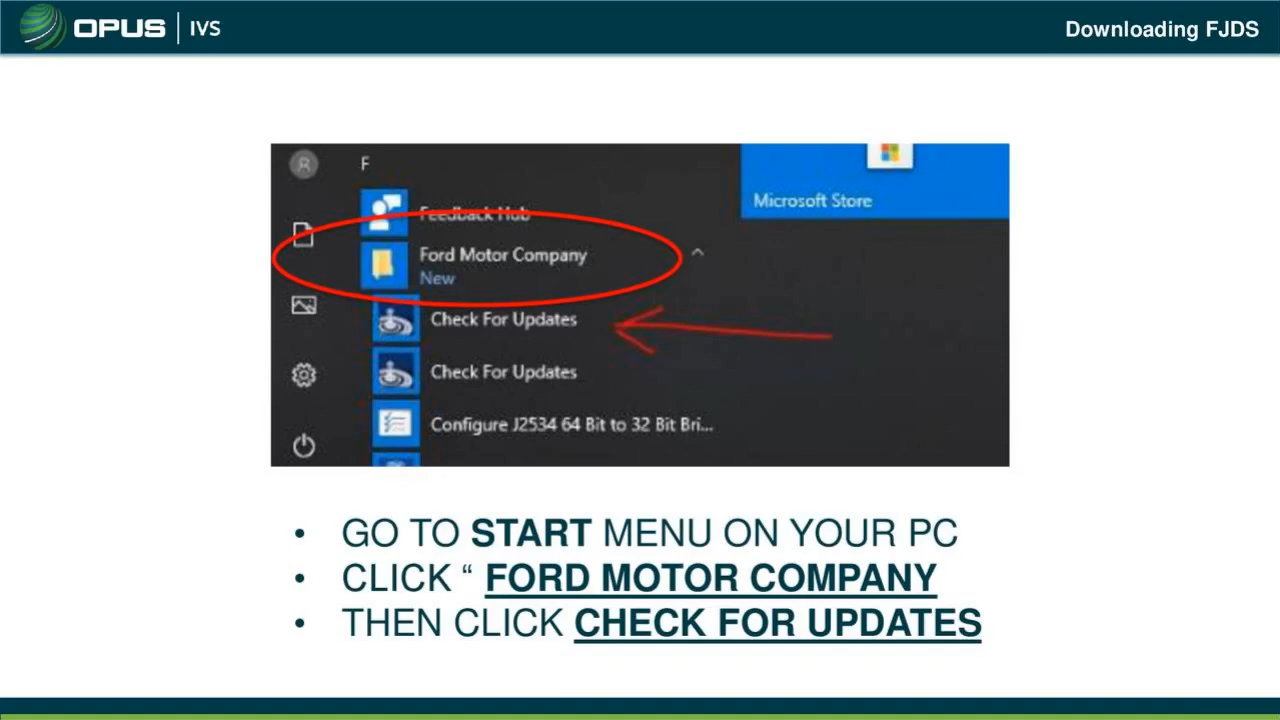 OPUS | IVS
Downloading FJDS
F
Microsoft Store
Feedback Hub
Ford Motor Company
New
Check For Updates
Check For Updates
Configure J2534 64 Bit to 32 Bit Bri...
• GO TO START MENU ON YOUR PC
• CLICK “ FORD MOTOR COMPANY
• THEN CLICK CHECK FOR UPDATES